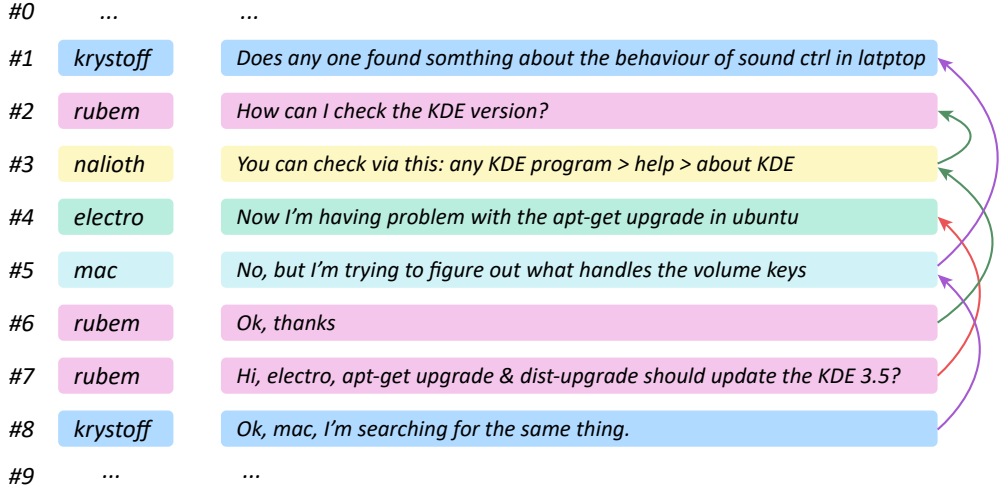 #0 ... ...
#1 krystoff Does any one found somthing about the behaviour of sound ctrl in latptop
#2 rubem How can I check the KDE version?
#3 nalioth You can check via this: any KDE program > help > about KDE
#4 electro Now I'm having problem with the apt-get upgrade in ubuntu
#5 mac No, but I'm trying to figure out what handles the volume keys
#6 rubem Ok, thanks
#7 rubem Hi, electro, apt-get upgrade & dist-upgrade should update the KDE 3.5?
#8 krystoff Ok, mac, I'm searching for the same thing.
#9 ... ...